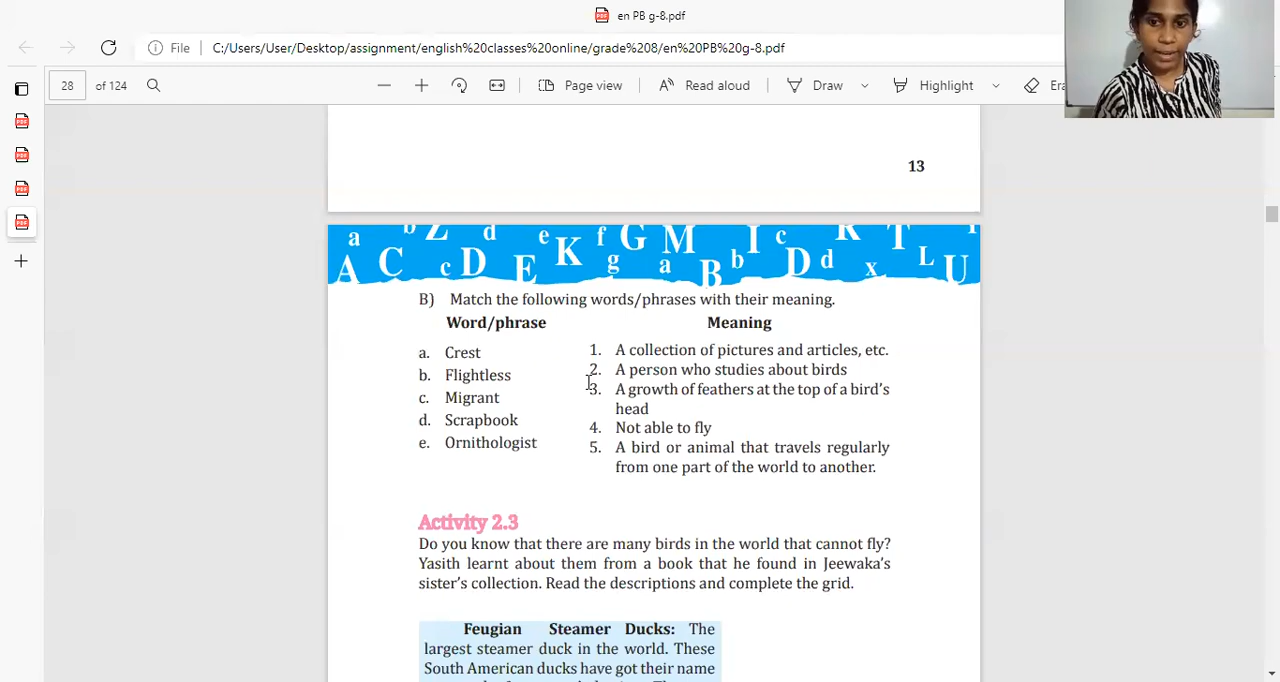 en PB g-8.pdf
File C:/Users/User/Desktop/assignment/english%20classes%20online/grade%208/en%20PB%20g-8.pdf
28 of 124 Page view Read aloud Draw Highlight Era
13
a b Z d e K f G M I c R T
A C c D E g a B b D d x L U
B) Match the following words/phrases with their meaning.
Word/phrase Meaning
a. Crest
b. Flightless
c. Migrant
d. Scrapbook
e. Ornithologist
1. A collection of pictures and articles, etc.
2. A person who studies about birds
3. A growth of feathers at the top of a bird's
head
4. Not able to fly
5. A bird or animal that travels regularly
from one part of the world to another.
Activity 2.3
Do you know that there are many birds in the world that cannot fly?
Yasith learnt about them from a book that he found in Jeewaka's
sister's collection. Read the descriptions and complete the grid.
Feugian Steamer Ducks: The
largest steamer duck in the world. These
South American ducks have got their name